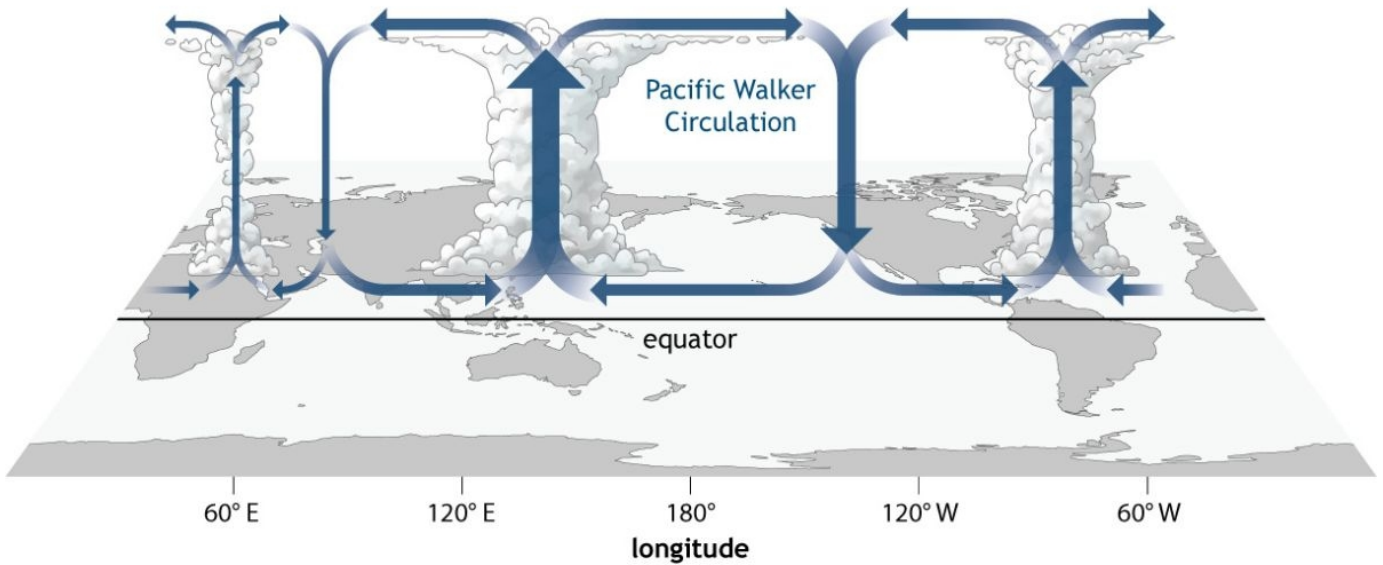 Pacific Walker
Circulation
equator
60° E
120° E
180°
120° W
60° W
longitude